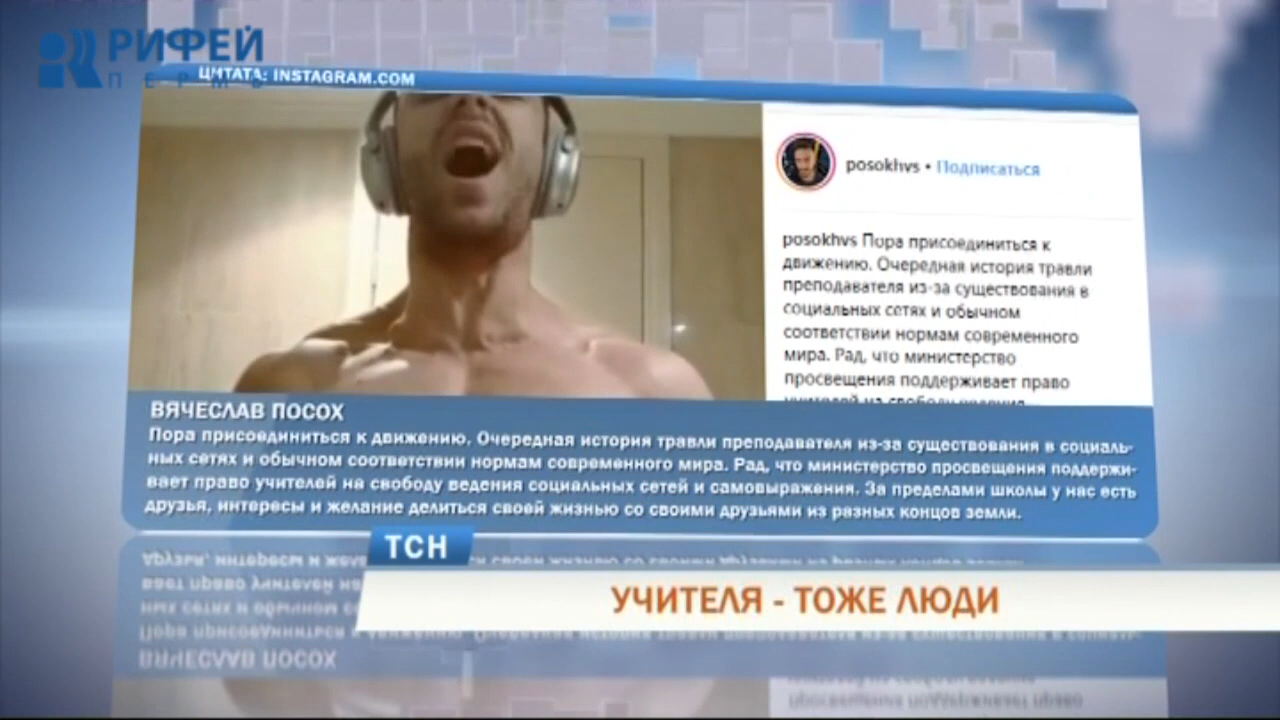 РИФЕЙ
ПЕРМЬ
ЦИТАТА: INSTAGRAM.COM
posokhvs • Подписаться
posokhvs Пора присоединиться к
движению. Очередная история травли
преподавателя из-за существования в
социальных сетях и обычном
соответствии нормам современного
мира. Рад, что министерство
просвещения поддерживает право
учителей на свободу ведения
ВЯЧЕСЛАВ ПОСОХ
Пора присоединиться к движению. Очередная история травли преподавателя из-за существования в социаль-
ных сетях и обычном соответствии нормам современного мира. Рад, что министерство просвещения поддержи-
вает право учителей на свободу ведения социальных сетей и самовыражения. За пределами школы у нас есть
друзья, интересы и желание делиться своей жизнью со своими друзьями из разных концов земли.
ТСН
УЧИТЕЛЯ - ТОЖЕ ЛЮДИ